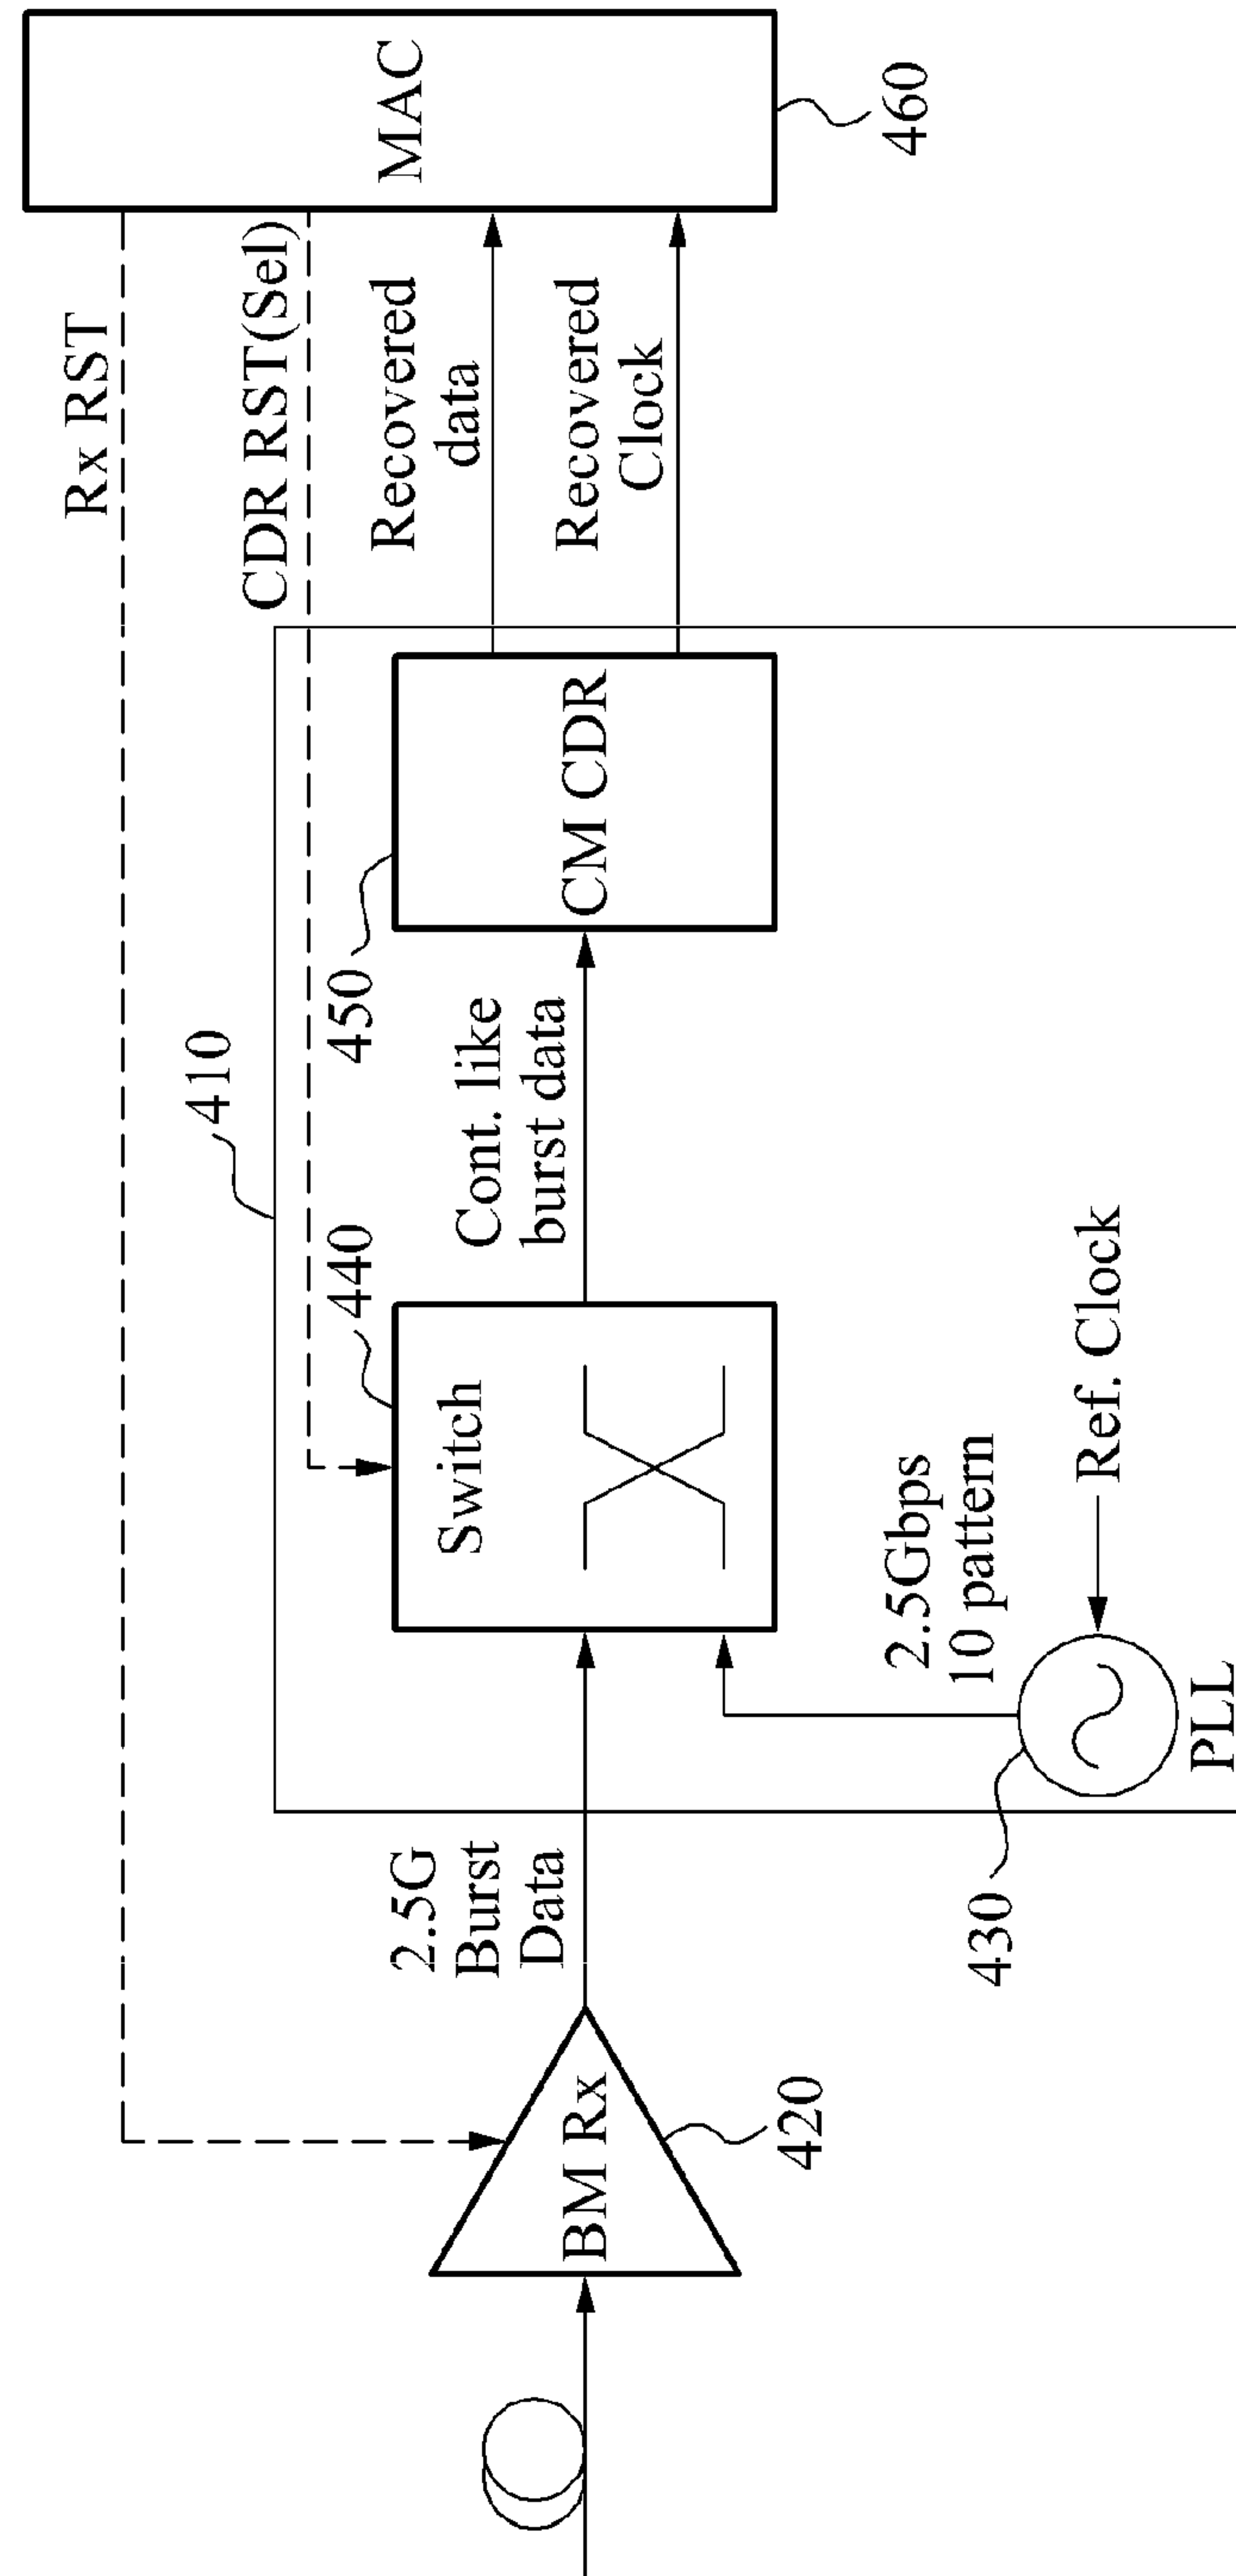 Rx RST
CDR RST(Sel)
410
2.5G
Burst
Data
BM Rx
420
Switch
440
Cont. like
burst data
450
CM CDR
Recovered
data
Recovered
Clock
MAC
460
2.5Gbps
10 pattern
430
PLL
Ref. Clock